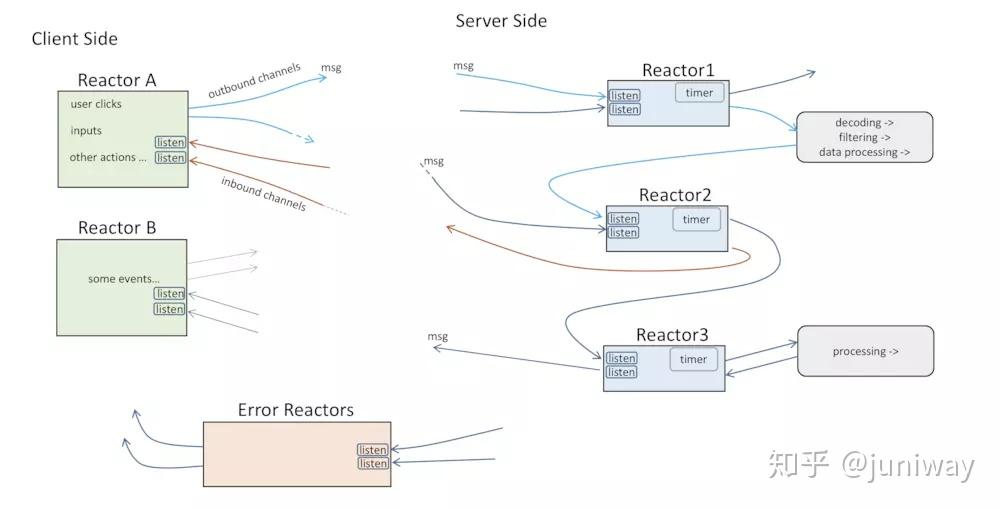 Server Side
Client Side
Reactor A
user clicks
inputs
listen
other actions ...
listen
outbound channels
msg
inbound channels
Reactor B
some events...
listen
listen
Error Reactors
listen
listen
msg
Reactor1
timer
listen
listen
decoding ->
filtering ->
data processing ->
msg
Reactor2
timer
listen
listen
msg
Reactor3
timer
listen
listen
processing ->
知乎 @juniway